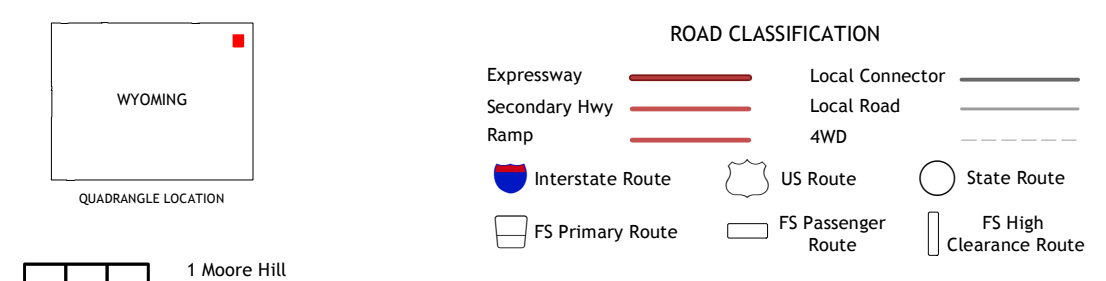 WYOMING
QUADRANGLE LOCATION
1 Moore Hill
ROAD CLASSIFICATION
Expressway
Secondary Hwy
Ramp
Local Connector
Local Road
4WD
Interstate Route
US Route
State Route
FS Primary Route
FS Passenger
Route
FS High
Clearance Route